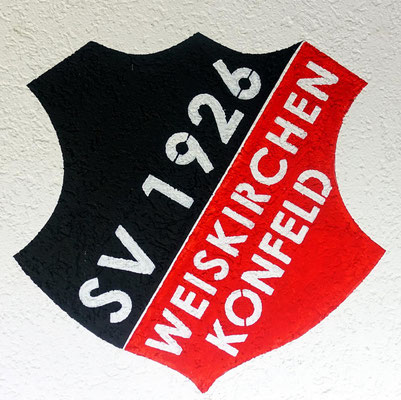 SV 1926
WEISKIRCHEN
KONFELD